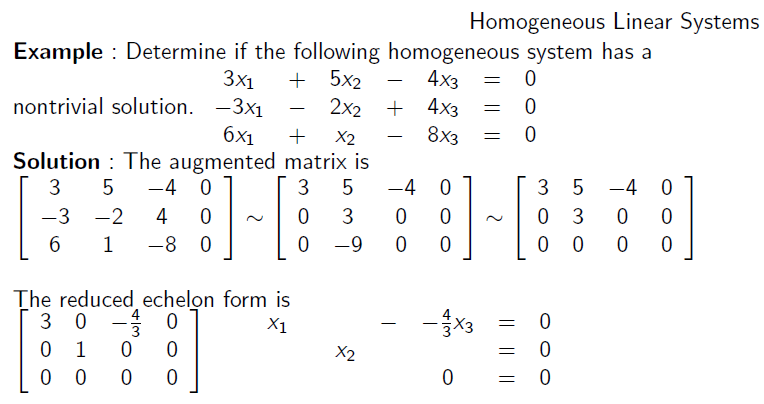 Homogeneous Linear Systems
Example : Determine if the following homogeneous system has a
3x₁ + 5x₂ − 4x₃ = 0
nontrivial solution. −3x₁ − 2x₂ + 4x₃ = 0
6x₁ + x₂ − 8x₃ = 0
Solution : The augmented matrix is
[ 3 5 −4 0 ] [ 3 5 −4 0 ] [ 3 5 −4 0 ]
[ −3 −2 4 0 ] ∼ [ 0 3 0 0 ] ∼ [ 0 3 0 0 ]
[ 6 1 −8 0 ] [ 0 −9 0 0 ] [ 0 0 0 0 ]
The reduced echelon form is
[ 3 0 −4/3 0 ] x₁ − −4/3x₃ = 0
[ 0 1 0 0 ] x₂ = 0
[ 0 0 0 0 ] 0 = 0